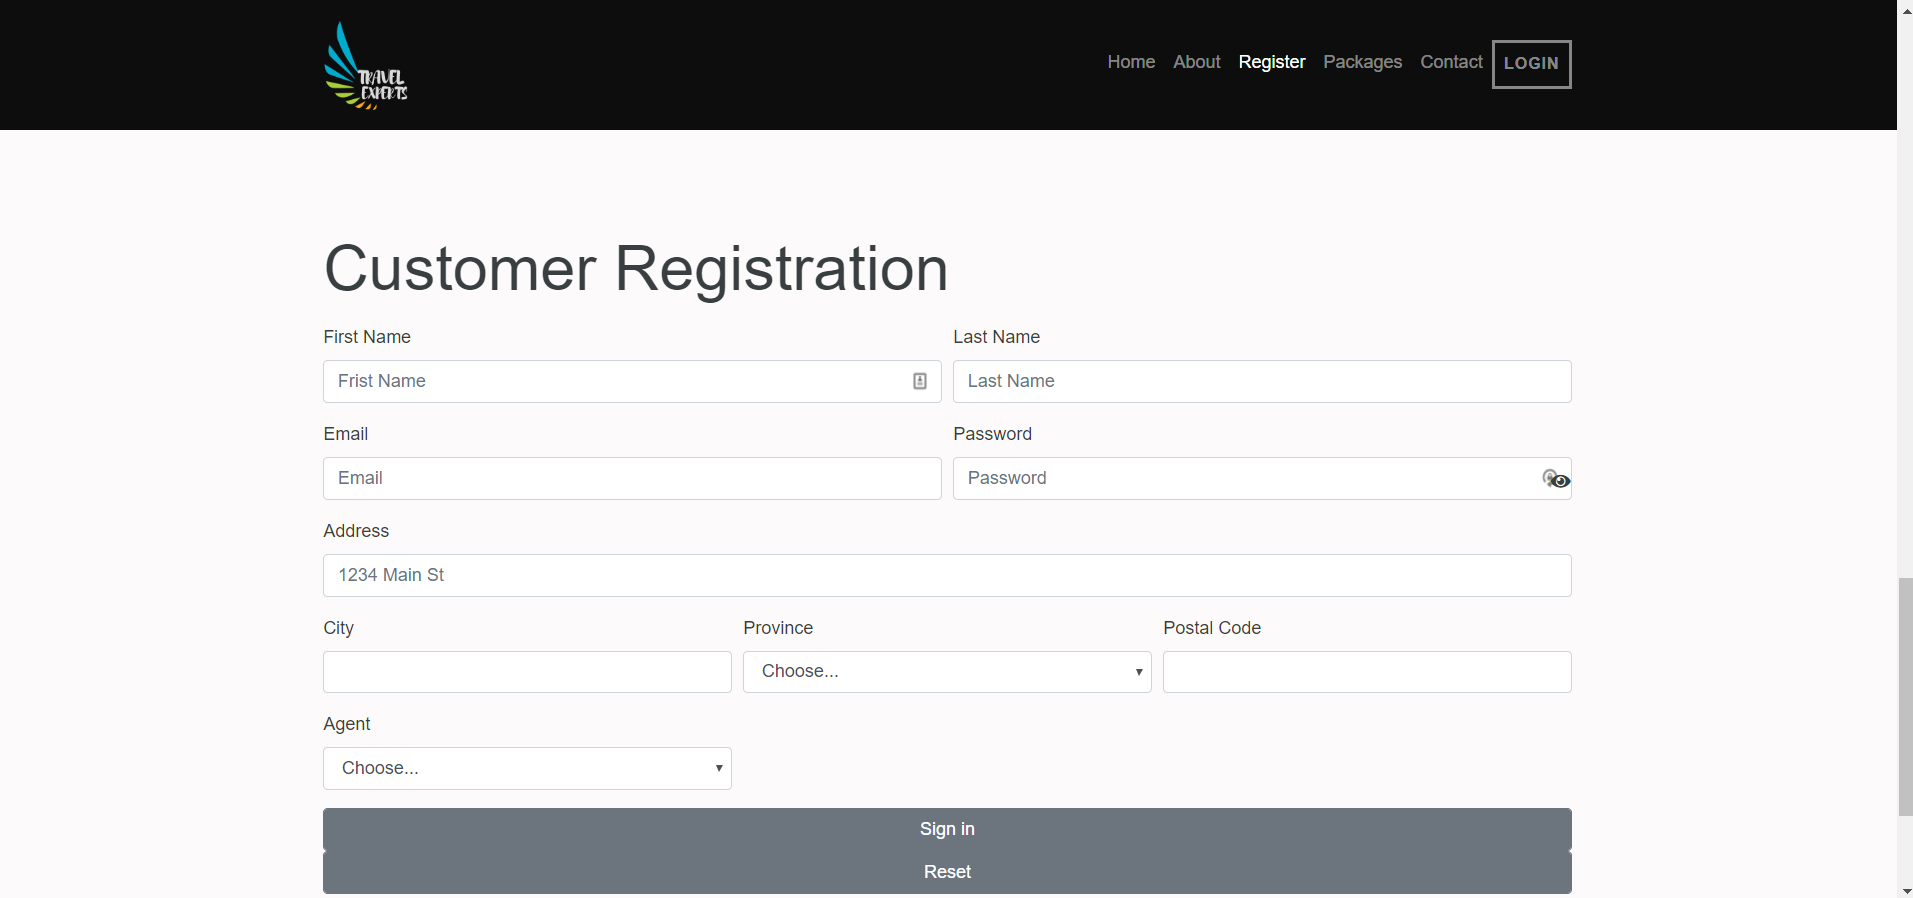 TRAVEL
EXPERTS
Home About Register Packages Contact LOGIN
Customer Registration
First Name Last Name
Frist Name Last Name
Email Password
Email Password
Address
1234 Main St
City Province Postal Code
Choose...
Agent
Choose...
Sign in
Reset